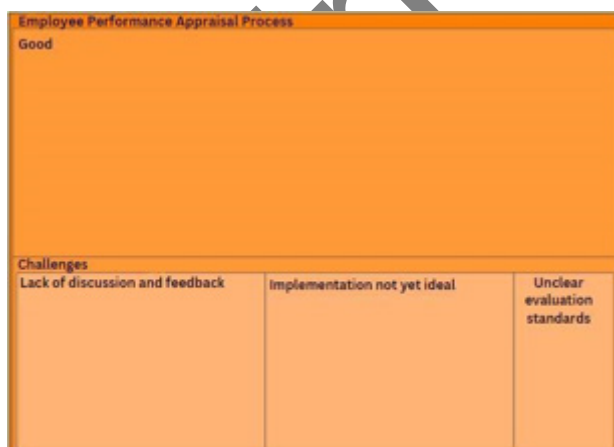 Employee Performance Appraisal Process
Good
Challenges
Lack of discussion and feedback
Implementation not yet ideal
Unclear
evaluation
standards